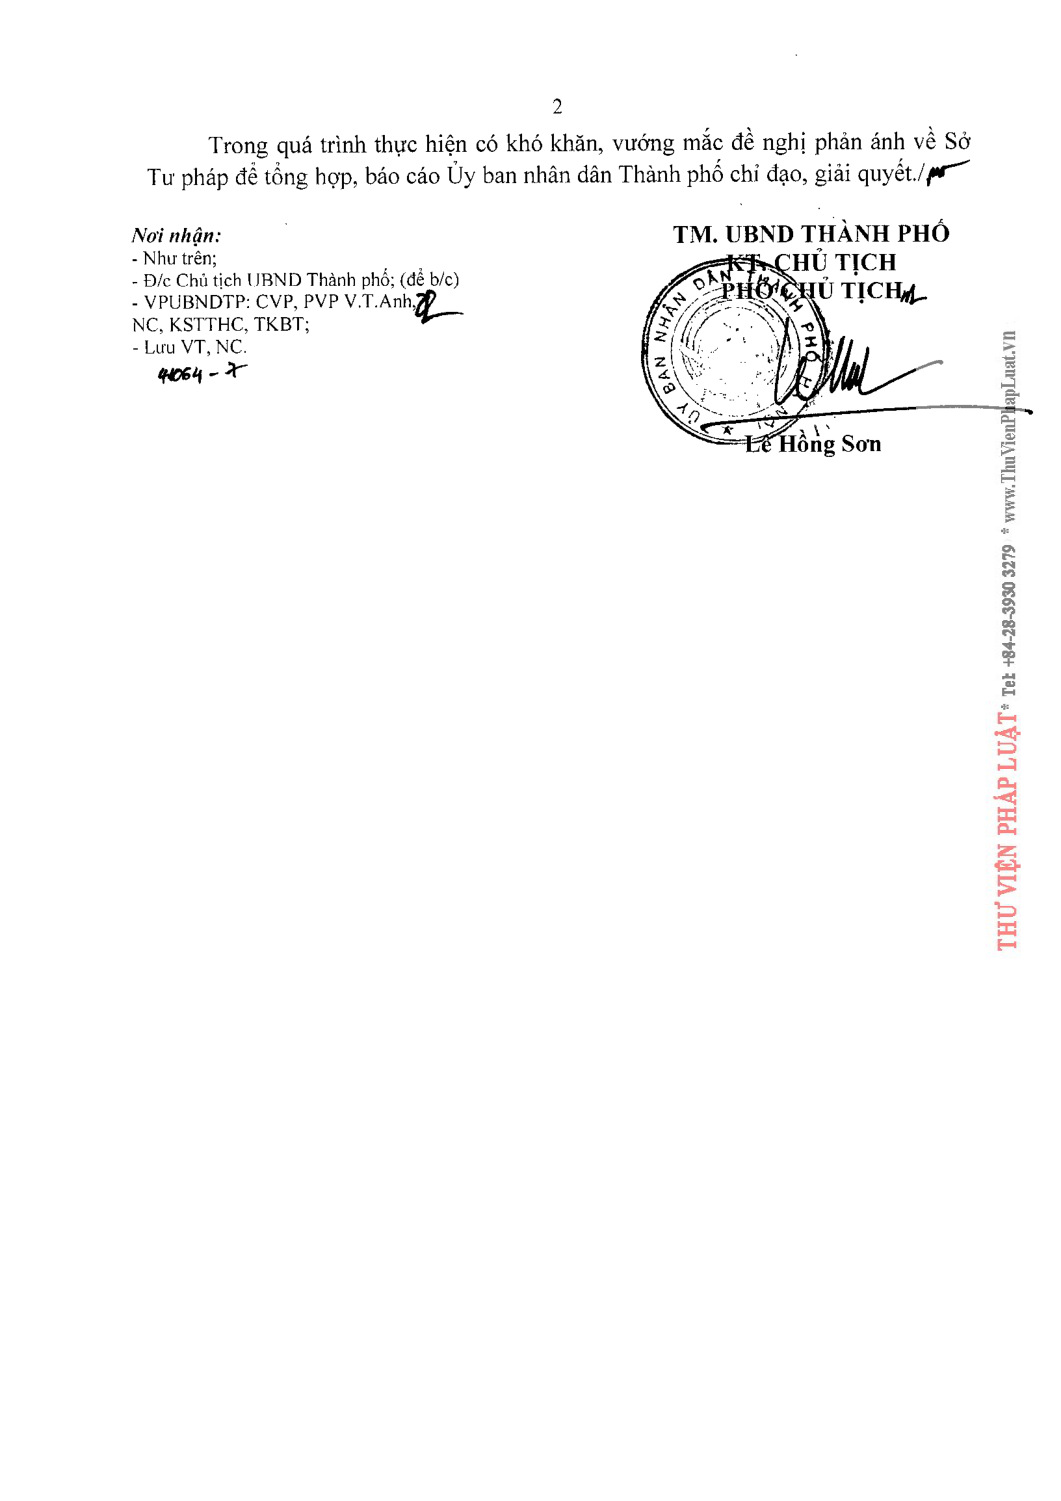 2
Trong quá trình thực hiện có khó khăn, vướng mắc đề nghị phản ánh về Sở
Tư pháp để tổng hợp, báo cáo Ủy ban nhân dân Thành phố chỉ đạo, giải quyết./
Nơi nhận:
- Như trên;
- Đ/c Chủ tịch UBND Thành phố; (để b/c)
- VPUBNDTP: CVP, PVP V.T.Anh,
NC, KSTTHC, TKBT;
- Lưu VT, NC.
TM. UBND THÀNH PHỐ
KT. CHỦ TỊCH
PHÓ CHỦ TỊCH
ỦY BAN NHÂN DÂN THÀNH PHỐ
Lê Hồng Sơn
THƯ VIỆN PHÁP LUẬT * Tel: +84-28-3930 3279 * www.ThuVienPhapLuat.vn